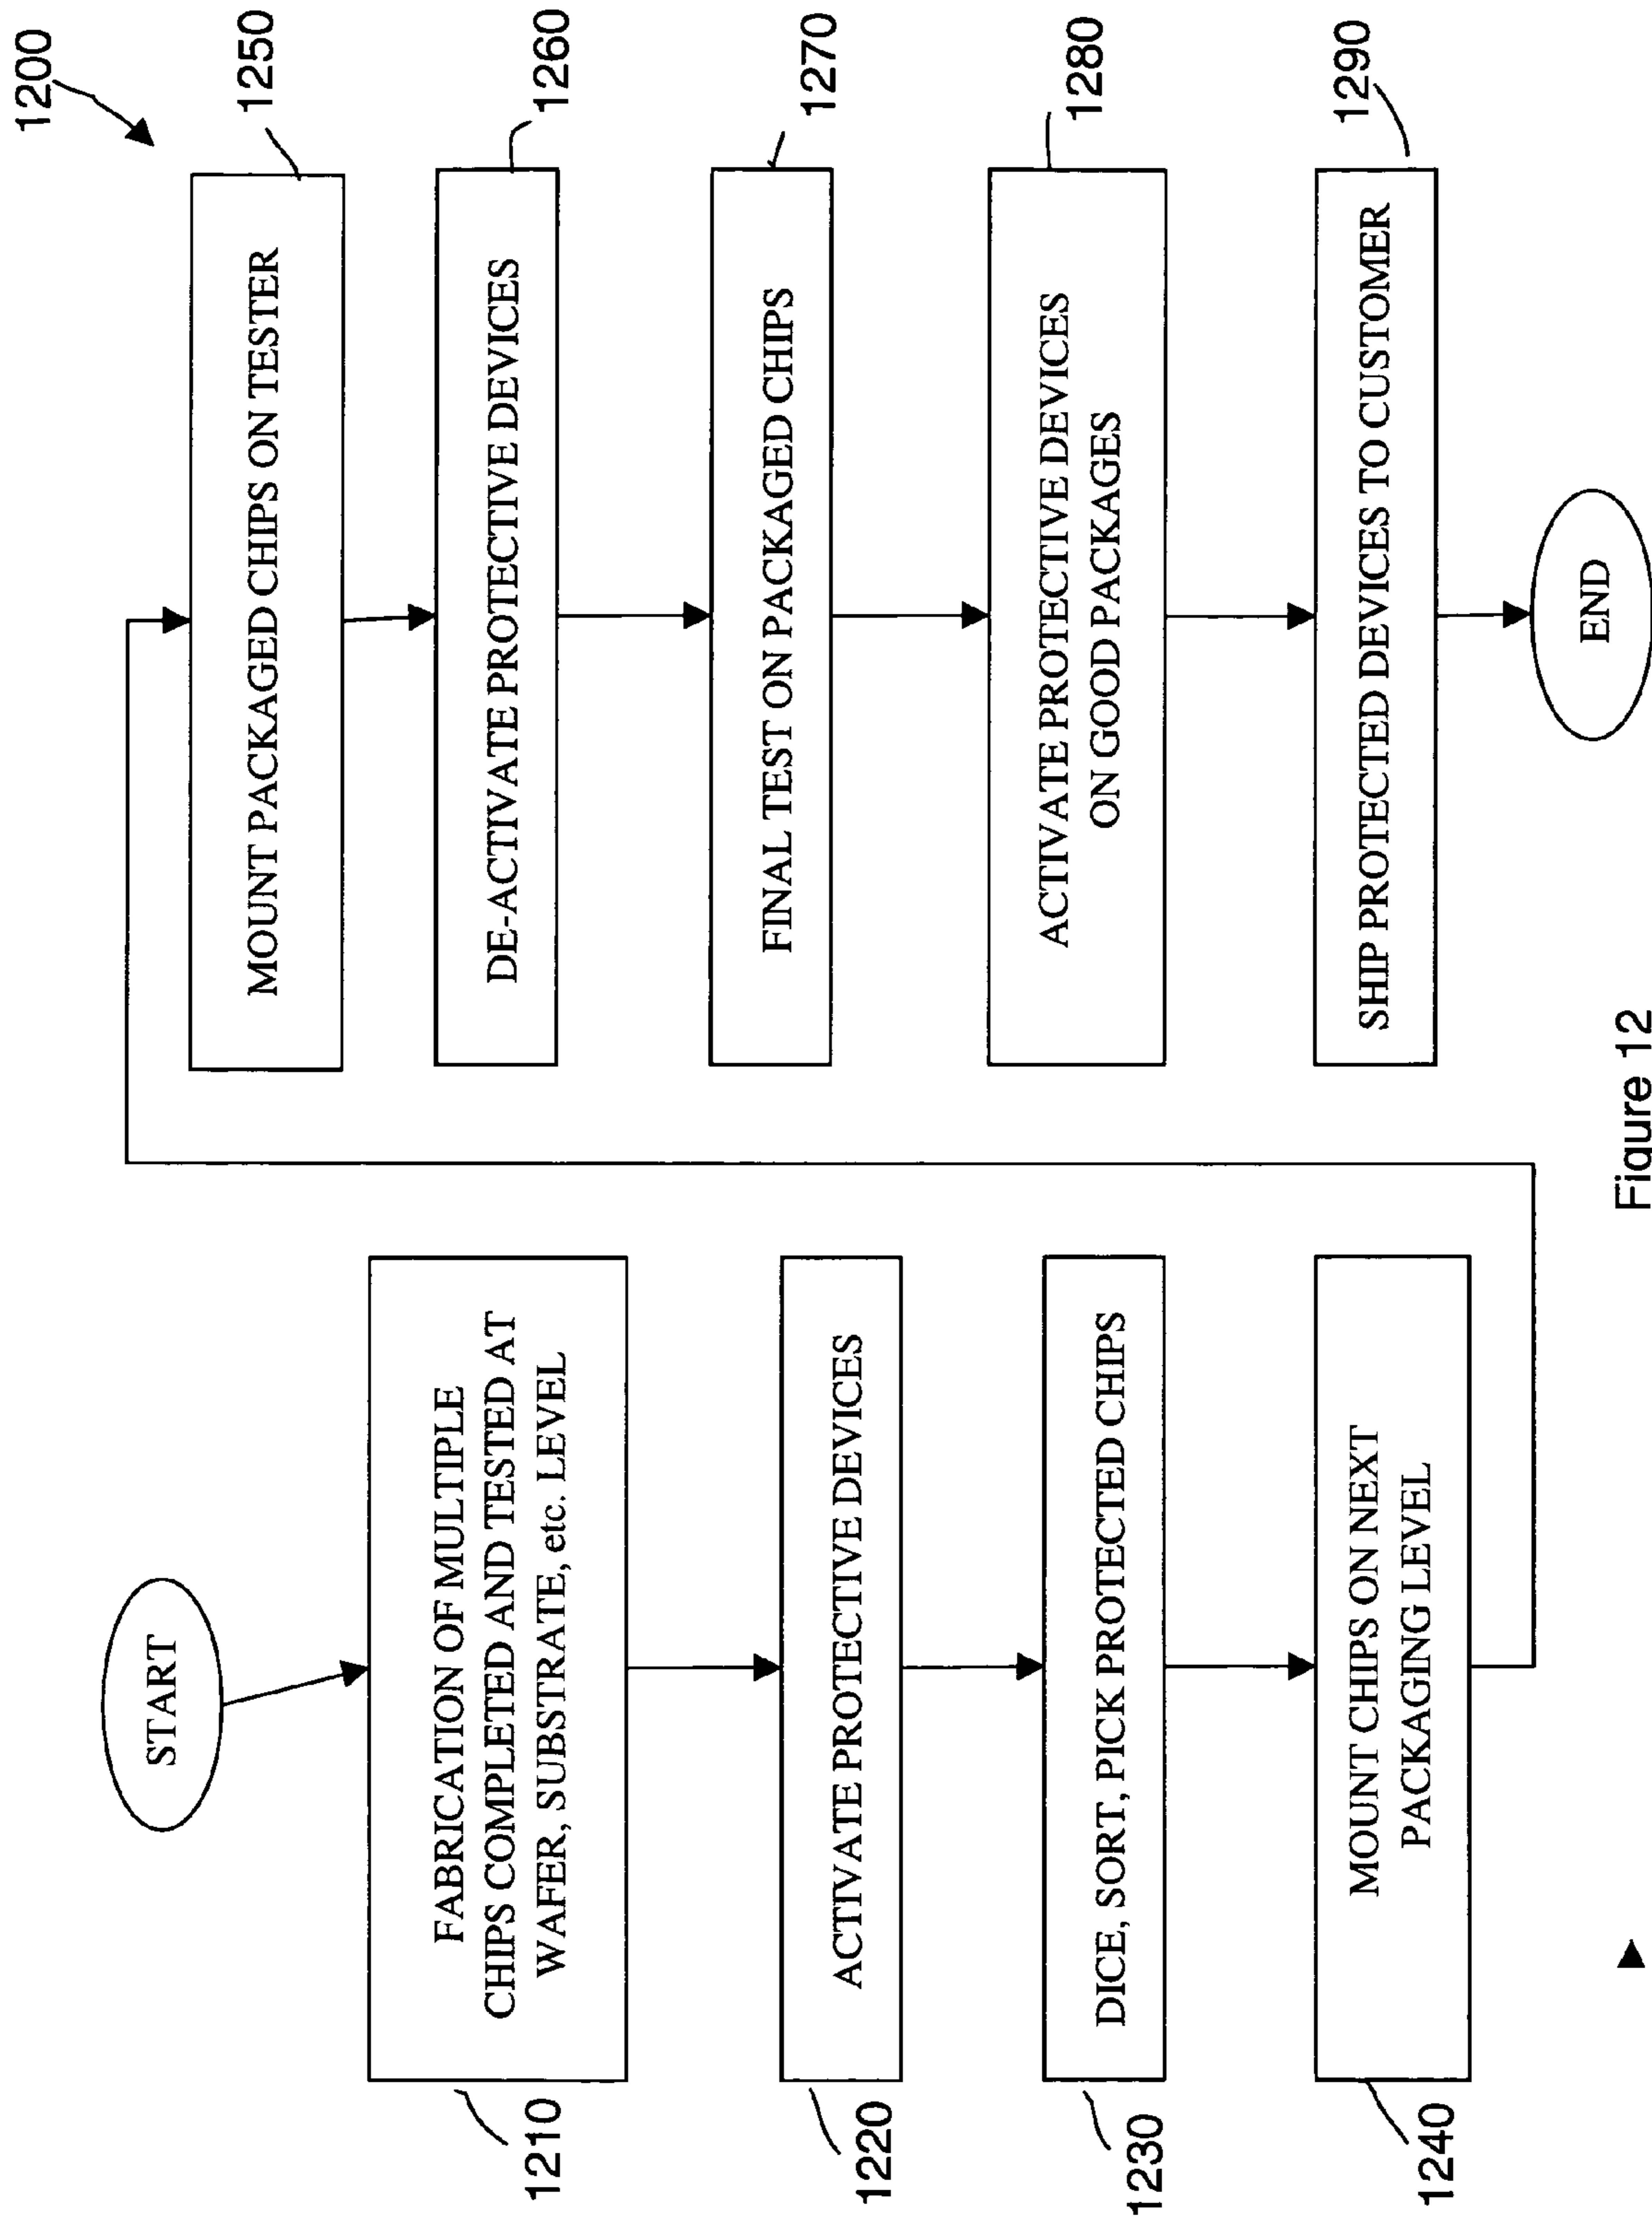 1200
START
1210
FABRICATION OF MULTIPLE
CHIPS COMPLETED AND TESTED AT
WAFER, SUBSTRATE, etc. LEVEL
1220
ACTIVATE PROTECTIVE DEVICES
1230
DICE, SORT, PICK PROTECTED CHIPS
1240
MOUNT CHIPS ON NEXT
PACKAGING LEVEL
1250
MOUNT PACKAGED CHIPS ON TESTER
1260
DE-ACTIVATE PROTECTIVE DEVICES
1270
FINAL TEST ON PACKAGED CHIPS
1280
ACTIVATE PROTECTIVE DEVICES
ON GOOD PACKAGES
1290
SHIP PROTECTED DEVICES TO CUSTOMER
END
Figure 12